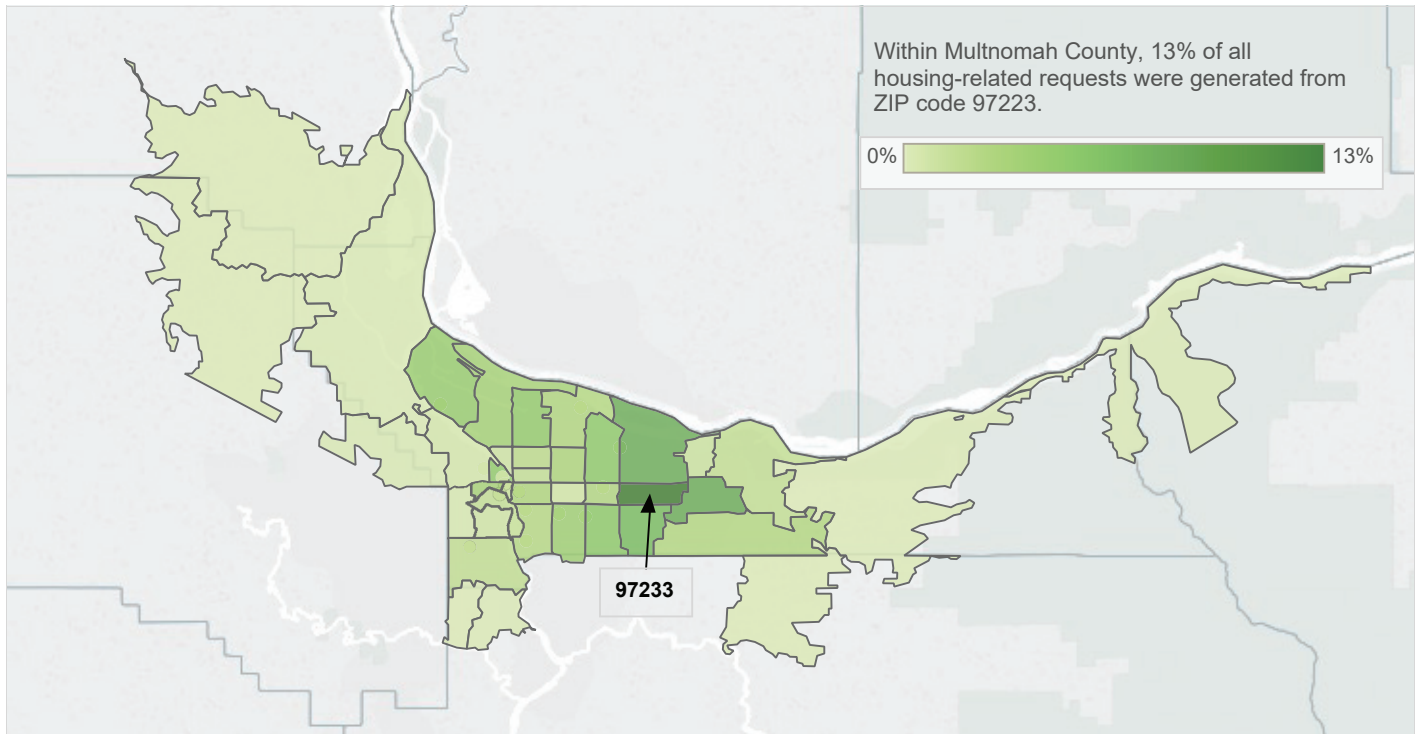 Within Multnomah County, 13% of all
housing-related requests were generated from
ZIP code 97223.
0% 13%
97233